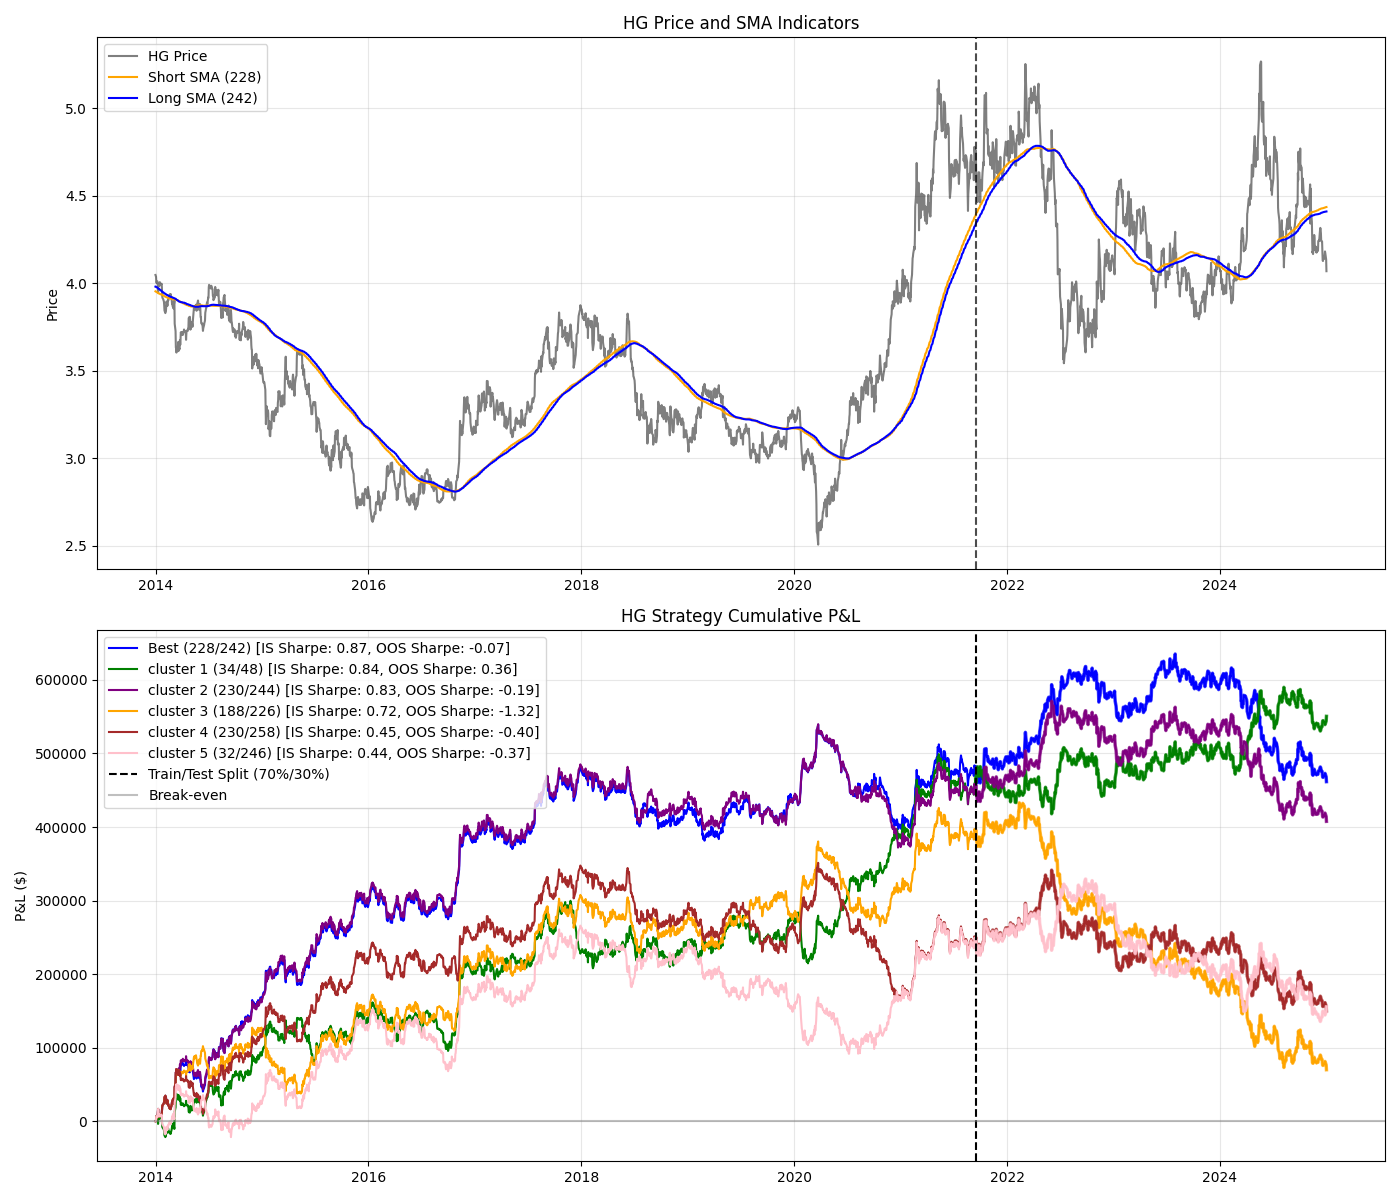 HG Price and SMA Indicators
HG Price
Short SMA (228)
Long SMA (242)
Price
5.0
4.5
4.0
3.5
3.0
2.5
2014 2016 2018 2020 2022 2024
HG Strategy Cumulative P&L
Best (228/242) [IS Sharpe: 0.87, OOS Sharpe: -0.07]
cluster 1 (34/48) [IS Sharpe: 0.84, OOS Sharpe: 0.36]
cluster 2 (230/244) [IS Sharpe: 0.83, OOS Sharpe: -0.19]
cluster 3 (188/226) [IS Sharpe: 0.72, OOS Sharpe: -1.32]
cluster 4 (230/258) [IS Sharpe: 0.45, OOS Sharpe: -0.40]
cluster 5 (32/246) [IS Sharpe: 0.44, OOS Sharpe: -0.37]
Train/Test Split (70%/30%)
Break-even
P&L ($)
600000
500000
400000
300000
200000
100000
0
2014 2016 2018 2020 2022 2024